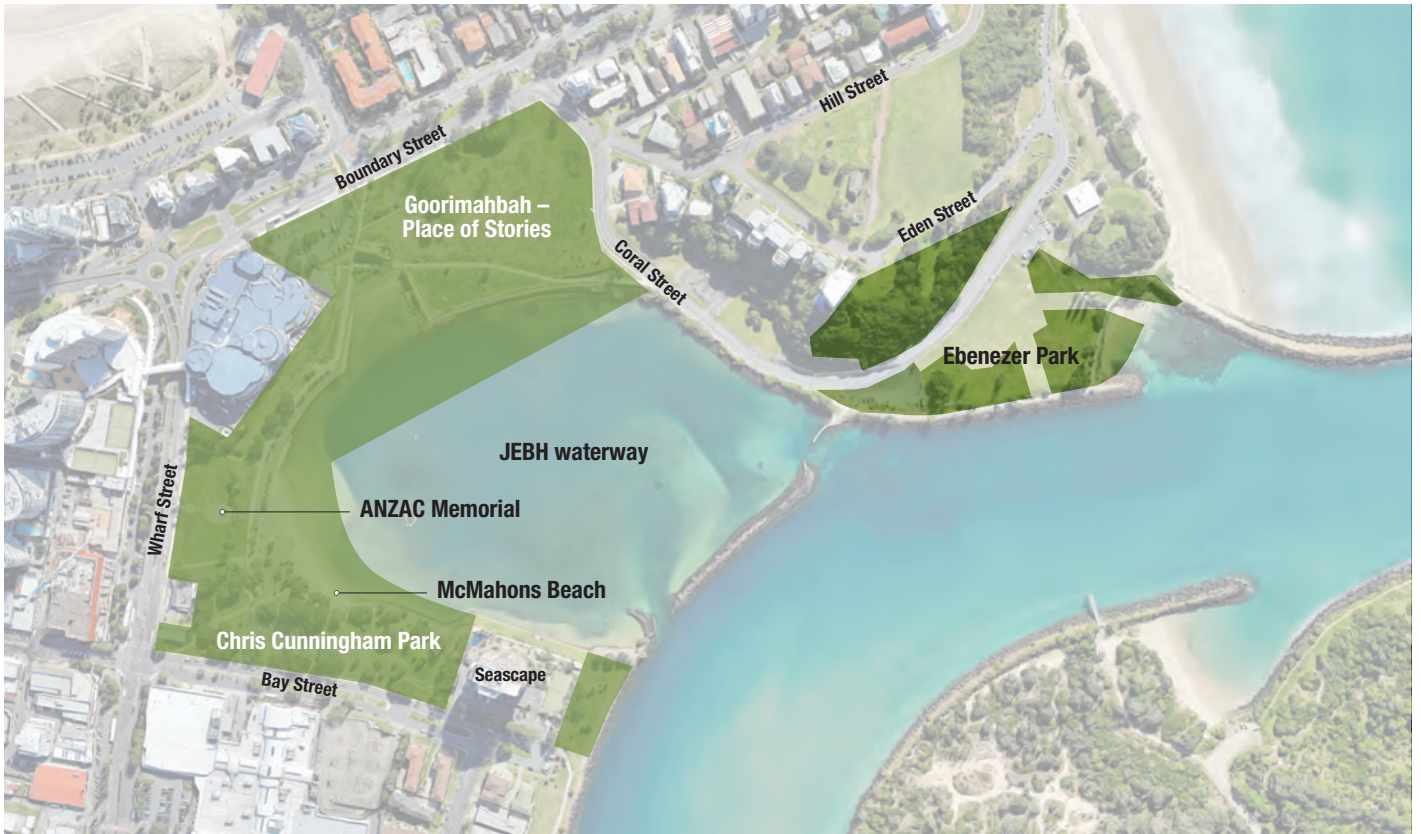 Hill Street
Boundary Street
Goorimahbah –
Place of Stories
Eden Street
Coral Street
Ebenezer Park
JEBH waterway
Wharf Street
ANZAC Memorial
McMahons Beach
Chris Cunningham Park
Seascape
Bay Street